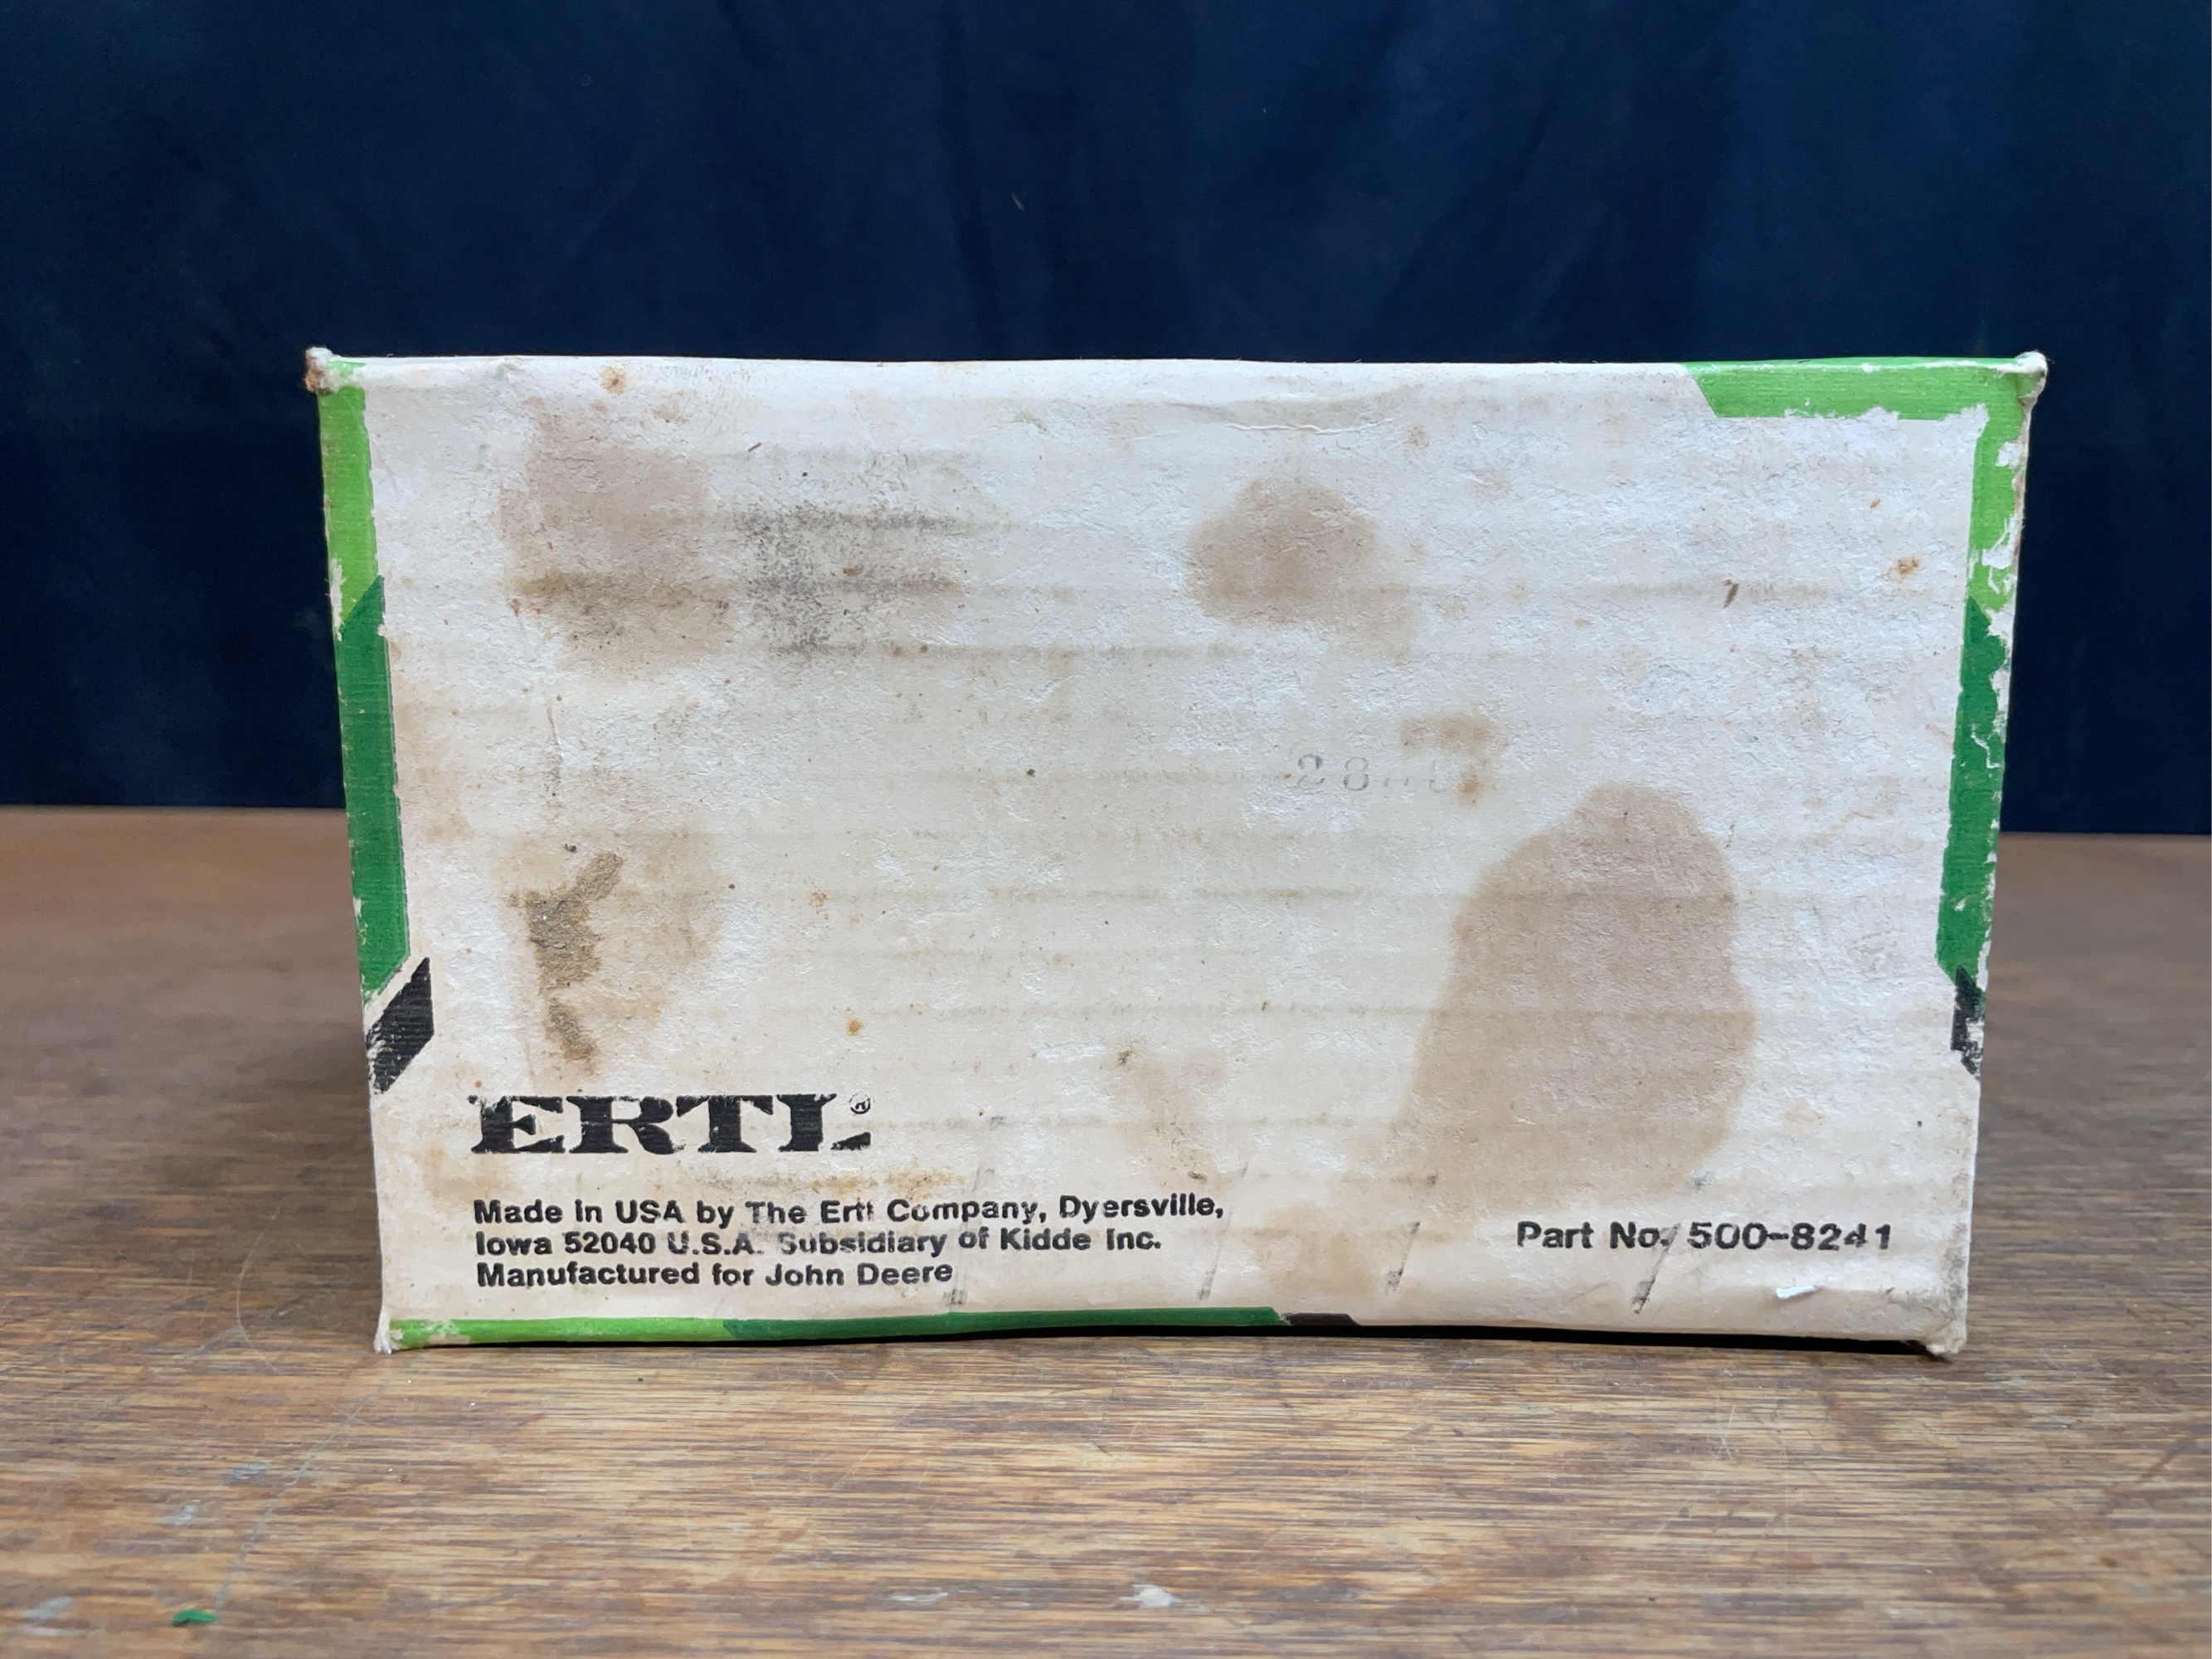 ERTL®
Made in USA by The Ertl Company, Dyersville,
Iowa 52040 U.S.A. Subsidiary of Kidde Inc.
Manufactured for John Deere
Part No. 500-8241